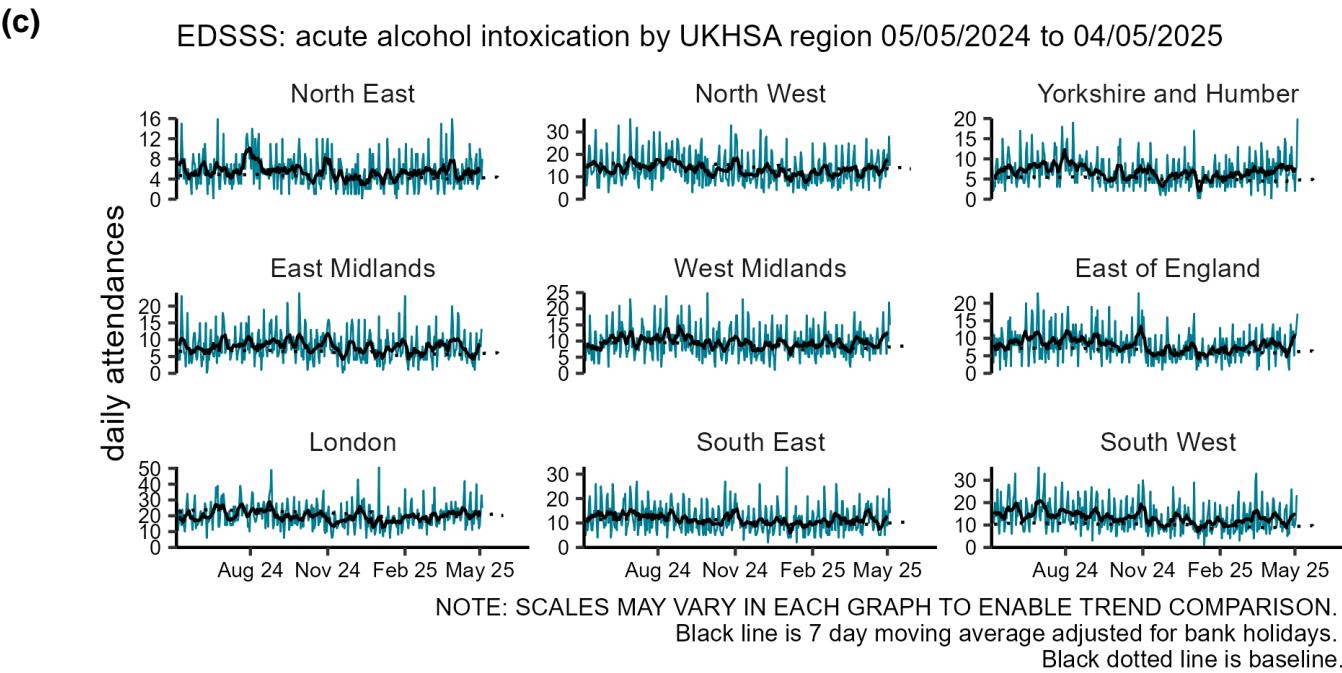 (c)
EDSSS: acute alcohol intoxication by UKHSA region 05/05/2024 to 04/05/2025
daily attendances
North East
16
12
8
4
0
North West
30
20
10
0
Yorkshire and Humber
20
15
10
5
0
East Midlands
20
15
10
5
0
West Midlands
25
20
15
10
5
0
East of England
20
15
10
5
0
London
50
40
30
20
10
0
Aug 24 Nov 24 Feb 25 May 25
South East
30
20
10
0
Aug 24 Nov 24 Feb 25 May 25
South West
30
20
10
0
Aug 24 Nov 24 Feb 25 May 25
NOTE: SCALES MAY VARY IN EACH GRAPH TO ENABLE TREND COMPARISON.
Black line is 7 day moving average adjusted for bank holidays.
Black dotted line is baseline.